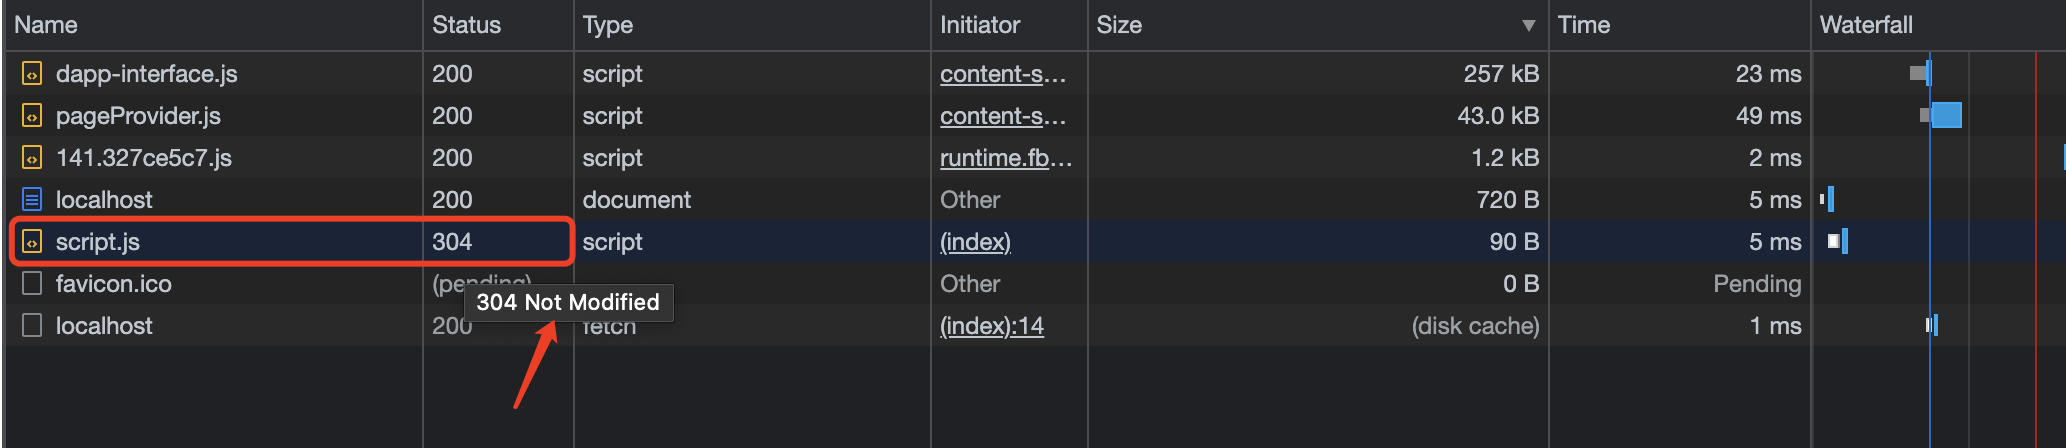 Name Status Type Initiator Size Time Waterfall
dapp-interface.js 200 script content-s... 257 kB 23 ms
pageProvider.js 200 script content-s... 43.0 kB 49 ms
141.327ce5c7.js 200 script runtime.fb... 1.2 kB 2 ms
localhost 200 document Other 720 B 5 ms
script.js 304 script (index) 90 B 5 ms
favicon.ico (pending) Other 0 B Pending
304 Not Modified
localhost 200 fetch (index):14 (disk cache) 1 ms